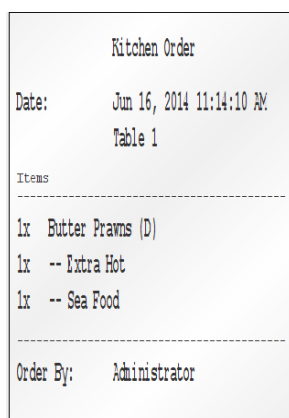 Kitchen Order
Date: Jun 16, 2014 11:14:10 AM
Table 1
Items
1x Butter Prawns (D)
1x -- Extra Hot
1x -- Sea Food
Order By: Administrator